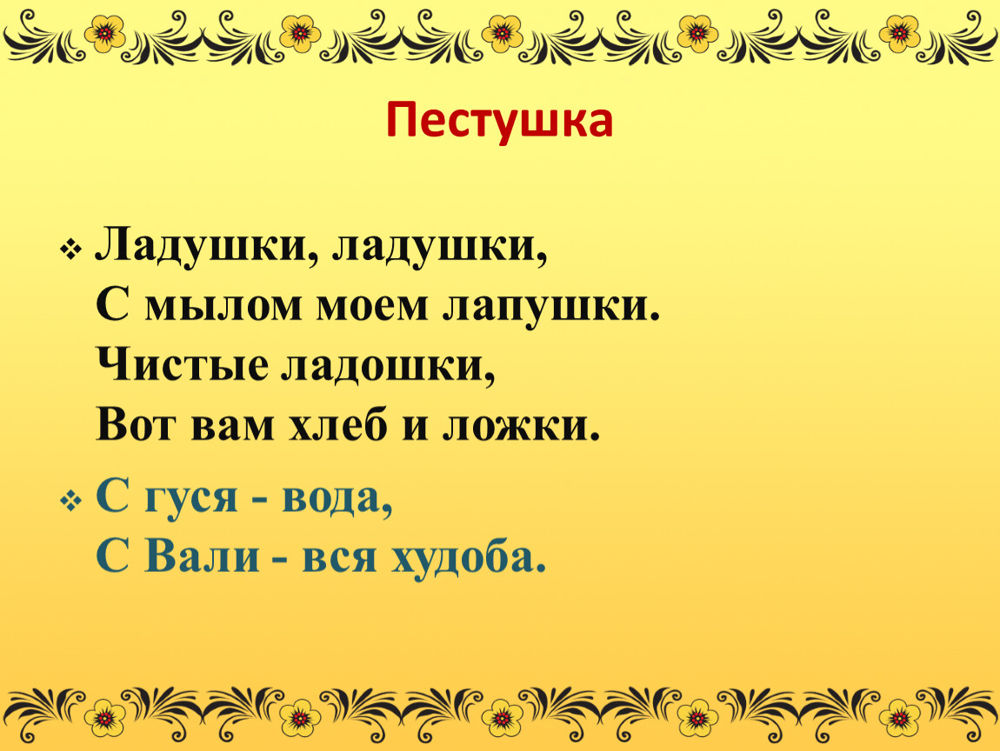 Пестушка
❖ Ладушки, ладушки,
С мылом моем лапушки.
Чистые ладошки,
Вот вам хлеб и ложки.
❖ С гуся - вода,
С Вали - вся худоба.